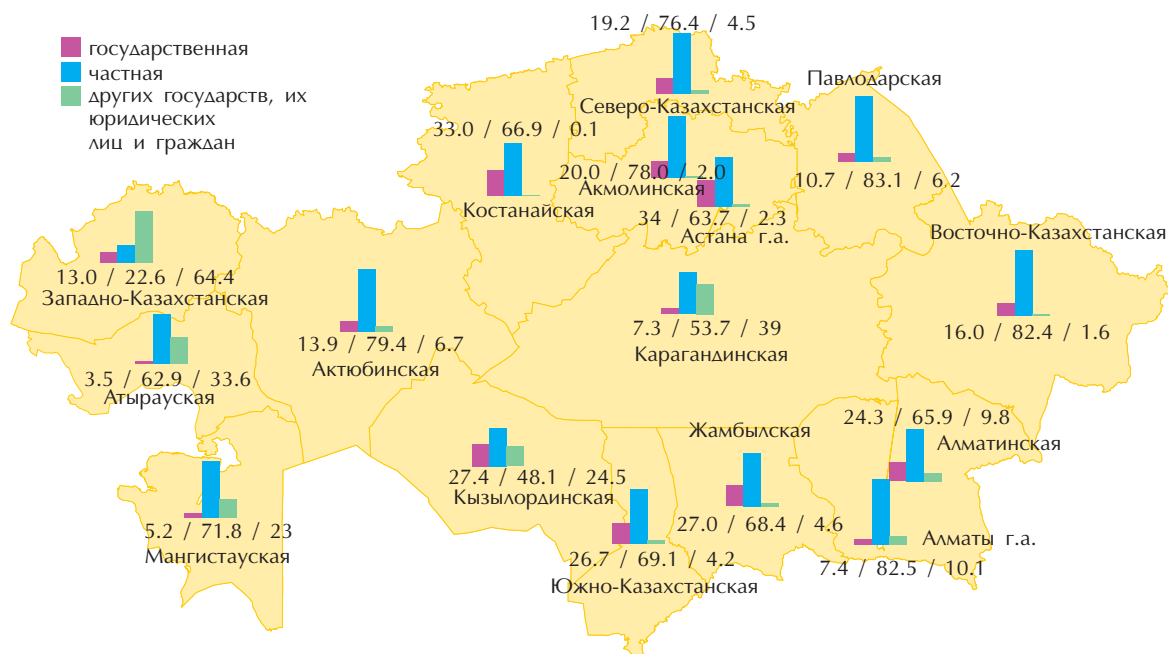 государственная
частная
других государств, их
юридических
лиц и граждан
19.2 / 76.4 / 4.5
Северо-Казахстанская
Павлодарская
10.7 / 83.1 / 6.2
33.0 / 66.9 / 0.1
Костанайская
20.0 / 78.0 / 2.0
Акмолинская
34 / 63.7 / 2.3
Астана г.а.
Восточно-Казахстанская
16.0 / 82.4 / 1.6
13.0 / 22.6 / 64.4
Западно-Казахстанская
13.9 / 79.4 / 6.7
Актюбинская
7.3 / 53.7 / 39
Карагандинская
3.5 / 62.9 / 33.6
Атырауская
24.3 / 65.9 / 9.8
Алматинская
Жамбылская
27.0 / 68.4 / 4.6
27.4 / 48.1 / 24.5
Кызылординская
5.2 / 71.8 / 23
Мангистауская
26.7 / 69.1 / 4.2
Южно-Казахстанская
Алматы г.а.
7.4 / 82.5 / 10.1